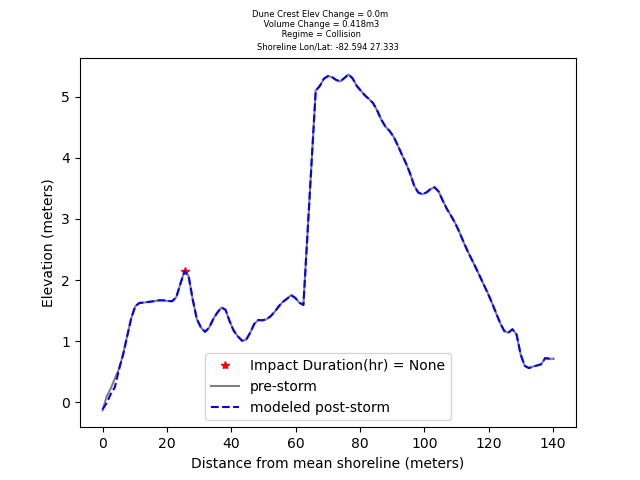 Dune Crest Elev Change = 0.0m
Volume Change = 0.418m3
Regime = Collision
Shoreline Lon/Lat: -82.594 27.333
5
4
3
2
1
0
Elevation (meters)
Impact Duration(hr) = None
pre-storm
modeled post-storm
0 20 40 60 80 100 120 140
Distance from mean shoreline (meters)